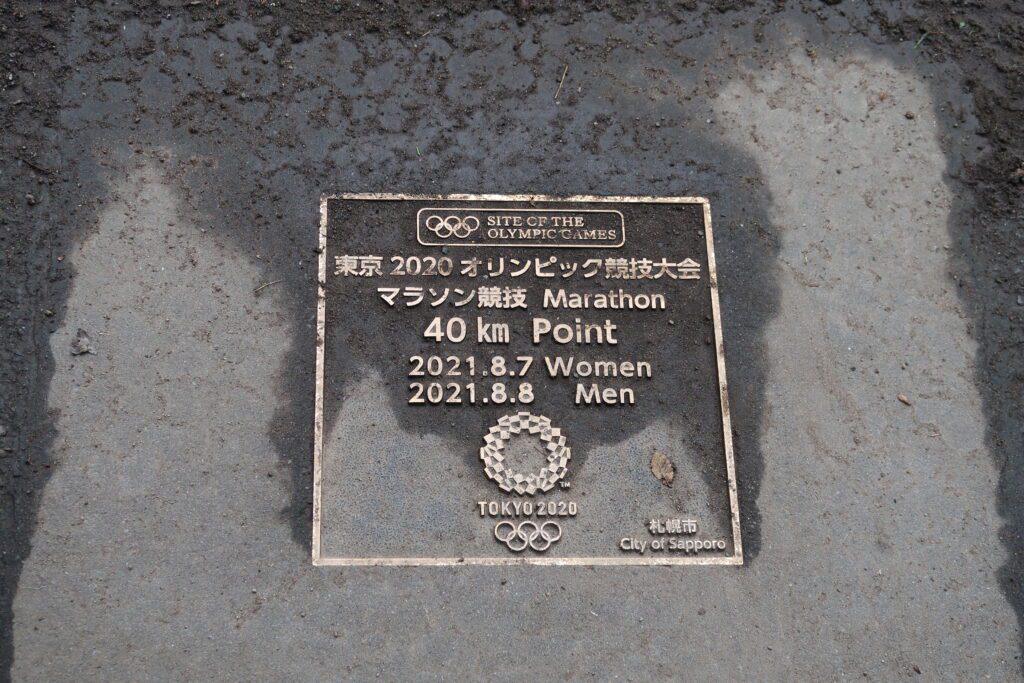 SITE OF THE
OLYMPIC GAMES
東京 2020 オリンピック競技大会
マラソン競技 Marathon
40 ㎞ Point
2021.8.7 Women
2021.8.8 Men
TM
TOKYO 2020
札幌市
City of Sapporo